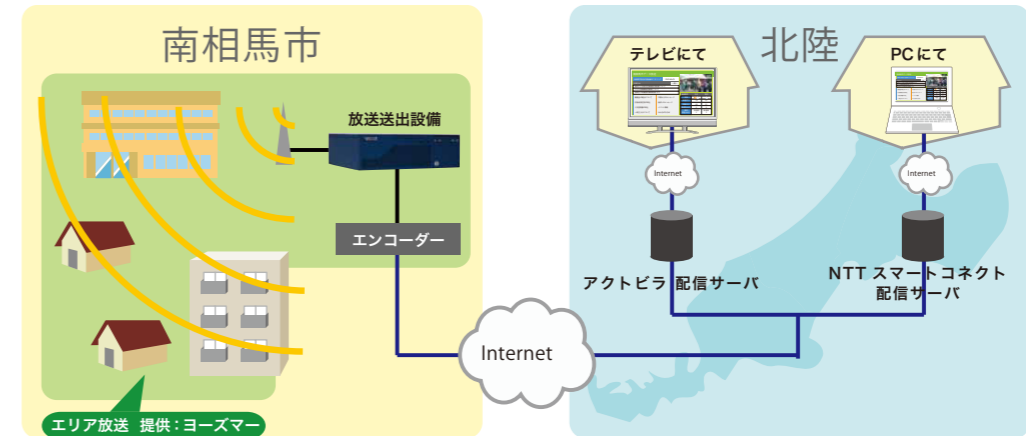 南相馬市
放送送出設備
エンコーダー
エリア放送 提供：ヨーズマー
Internet
北陸
テレビにて
PCにて
Internet
Internet
アクトビラ 配信サーバ
NTT スマートコネクト
配信サーバ